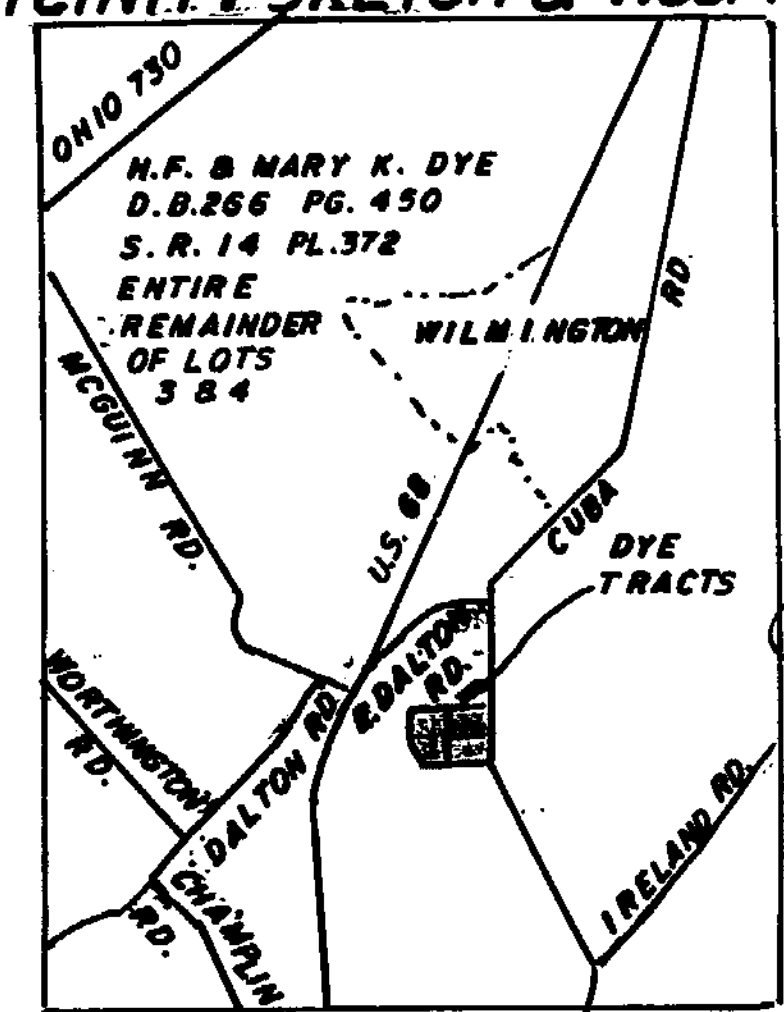 SKETCH &
OHIO 730
H.F. & MARY K. DYE
D.B.266 PG. 450
S.R.14 PL.372
ENTIRE
REMAINDER
OF LOTS
3 & 4
WILMINGTON
RD.
MCGUINN RD.
U.S. 68
CUBA
DYE
TRACTS
E. DALTON
RD.
WORTHINGTON
RD.
DALTON RD
CHAMPLIN
RD.
IRELAND RD.